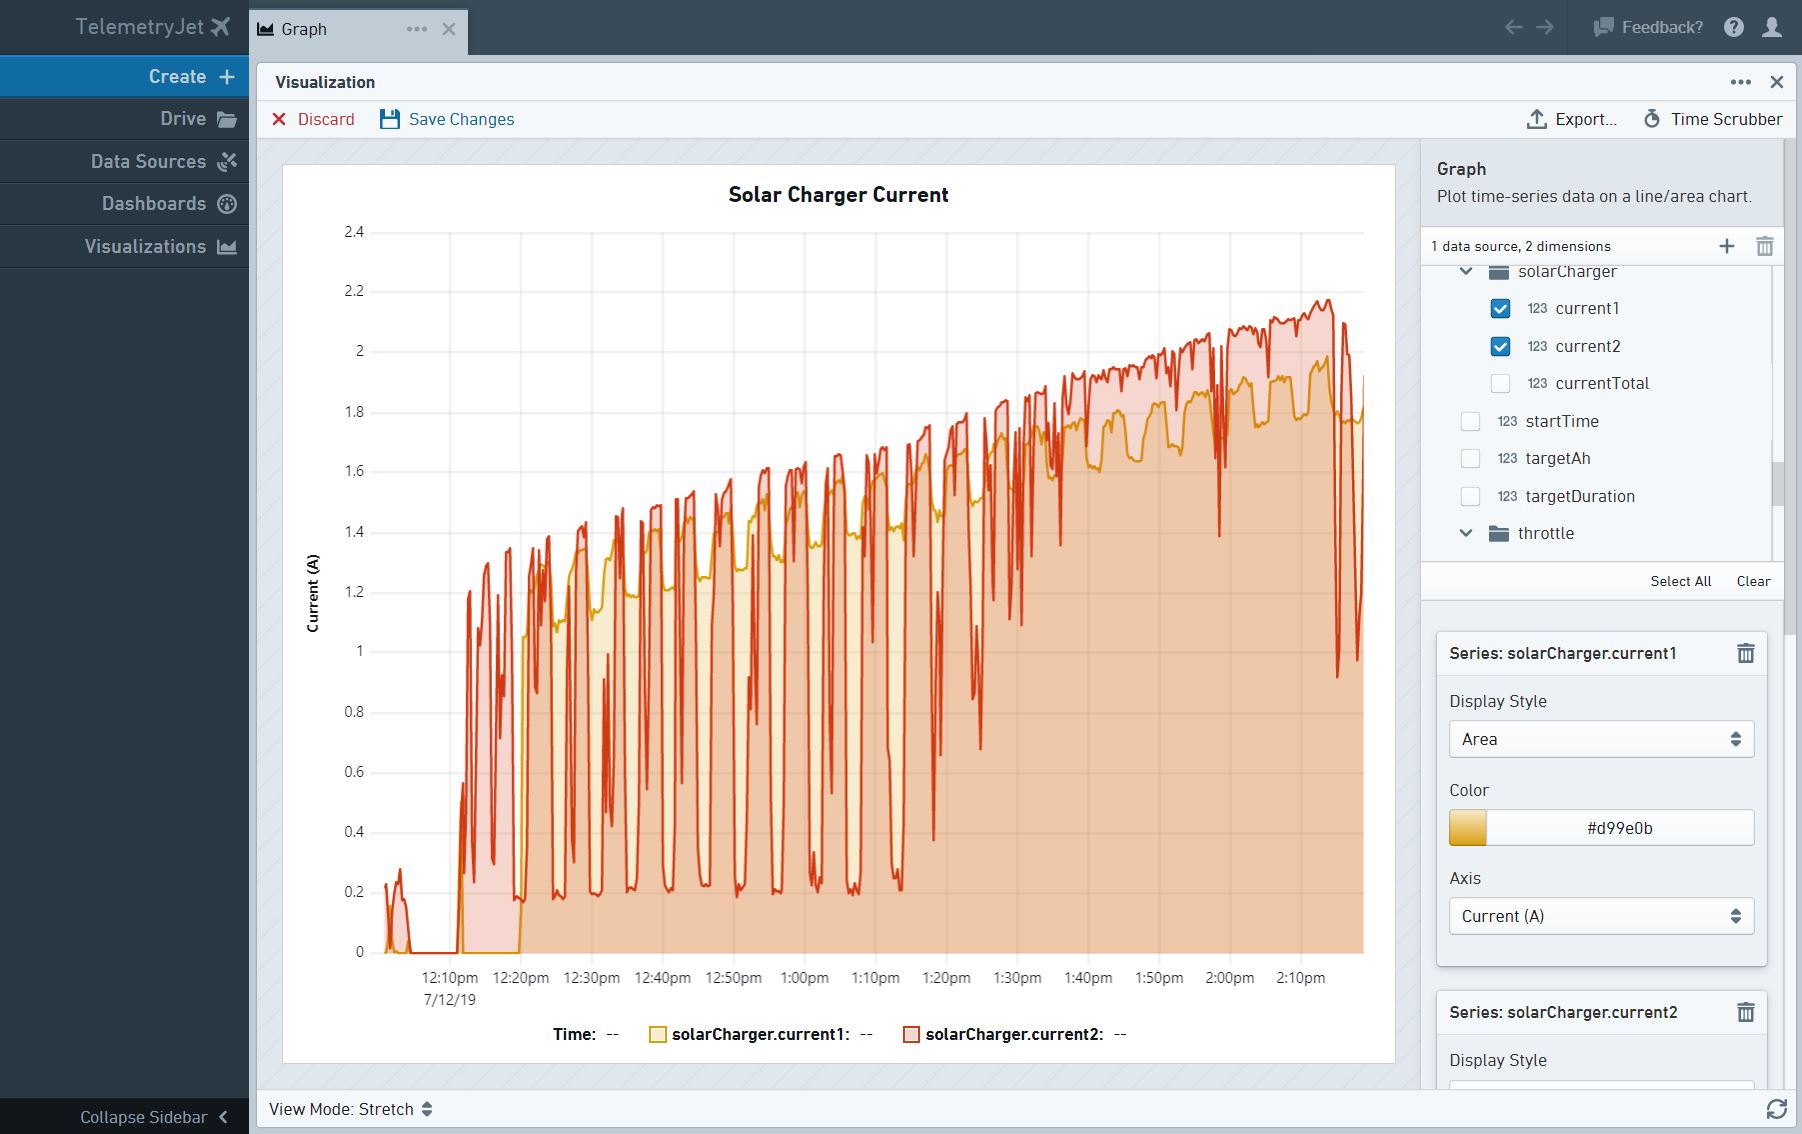 TelemetryJet
Graph
Feedback?
Create
Drive
Data Sources
Dashboards
Visualizations
Collapse Sidebar
Visualization
Discard
Save Changes
Export...
Time Scrubber
Solar Charger Current
2.4
2.2
2
1.8
1.6
1.4
1.2
1
0.8
0.6
0.4
0.2
0
Current (A)
12:10pm 12:20pm 12:30pm 12:40pm 12:50pm 1:00pm 1:10pm 1:20pm 1:30pm 1:40pm 1:50pm 2:00pm 2:10pm
7/12/19
Time: -- solarCharger.current1: -- solarCharger.current2: --
View Mode: Stretch
Graph
Plot time-series data on a line/area chart.
1 data source, 2 dimensions
solarCharger
123 current1
123 current2
123 currentTotal
123 startTime
123 targetAh
123 targetDuration
throttle
Select All Clear
Series: solarCharger.current1
Display Style
Area
Color
#d99e0b
Axis
Current (A)
Series: solarCharger.current2
Display Style